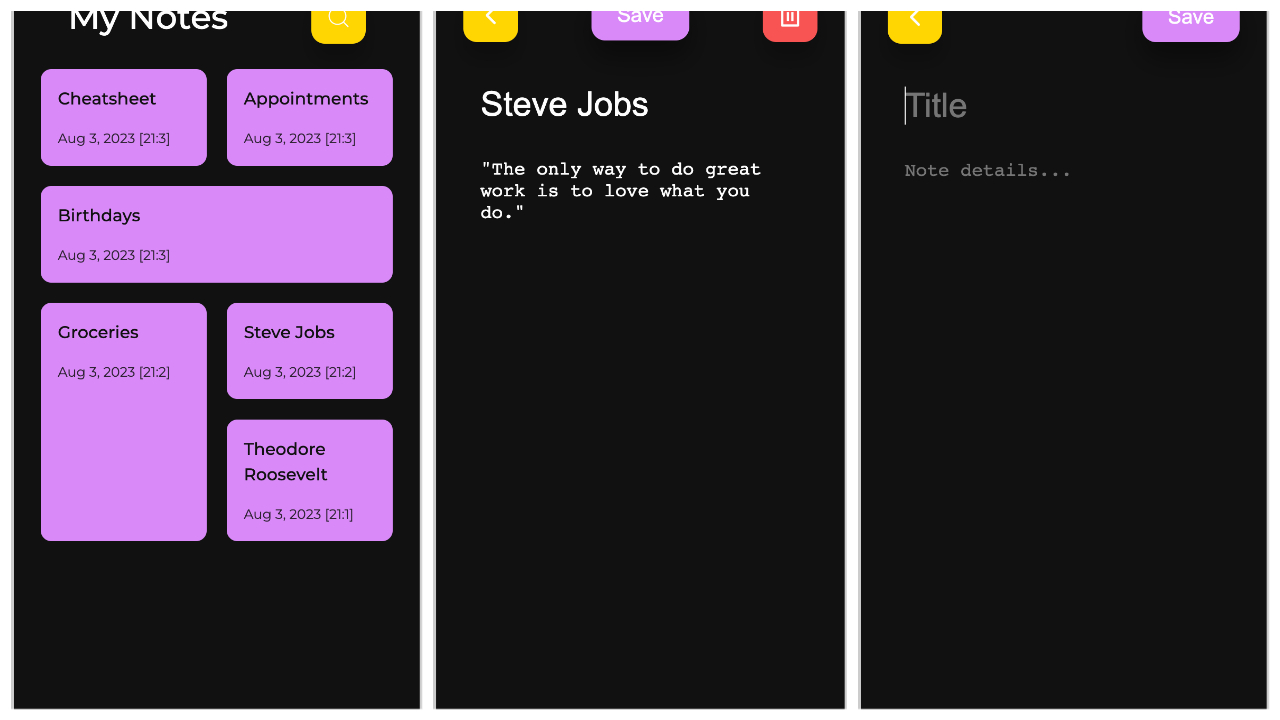 My Notes
Cheatsheet
Aug 3, 2023 [21:3]
Appointments
Aug 3, 2023 [21:3]
Birthdays
Aug 3, 2023 [21:3]
Groceries
Aug 3, 2023 [21:2]
Steve Jobs
Aug 3, 2023 [21:2]
Theodore
Roosevelt
Aug 3, 2023 [21:1]
Save
Steve Jobs
"The only way to do great
work is to love what you
do."
Save
Title
Note details...